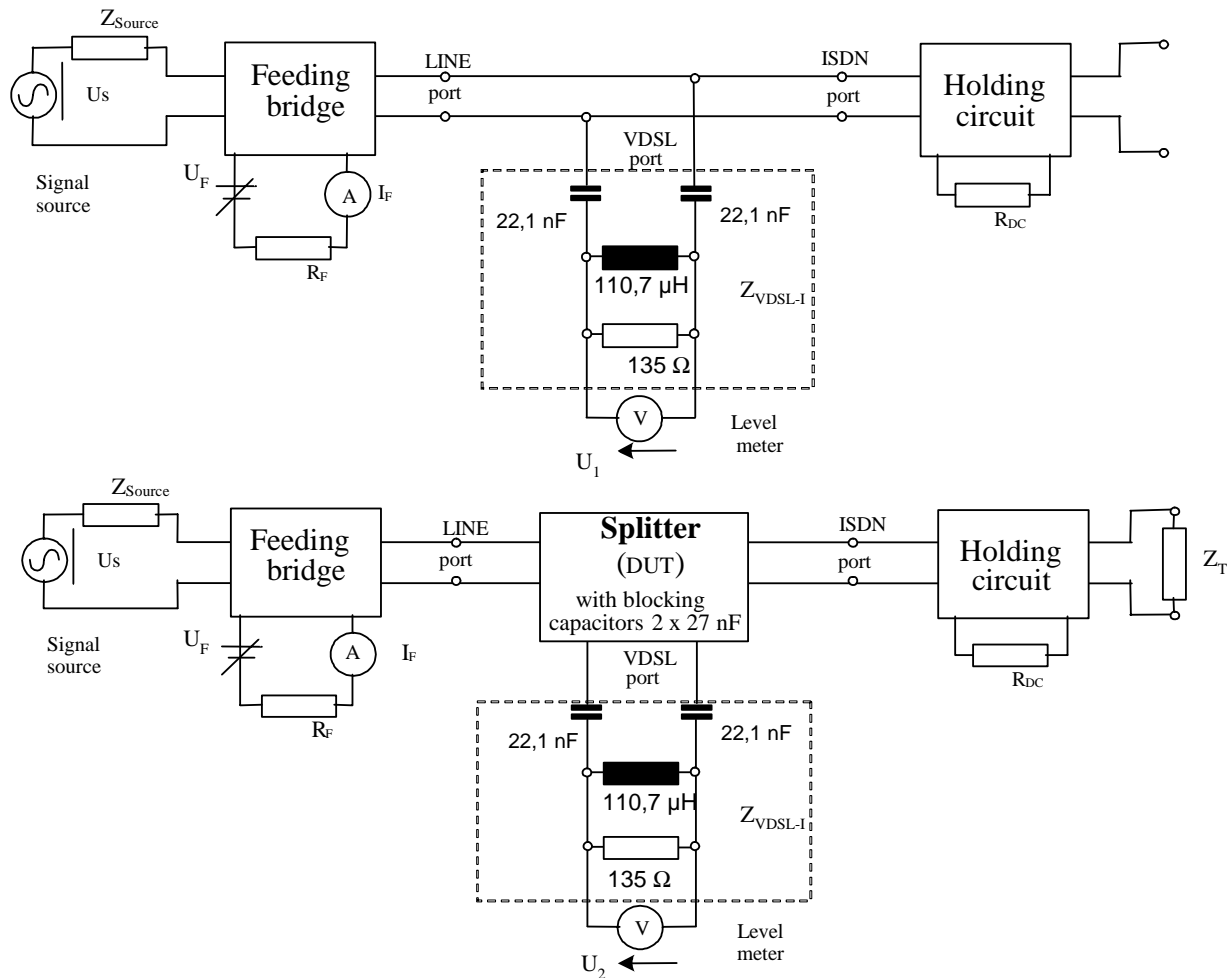 Z_Source
Us
Signal
source
Feeding
bridge
U_F
A
I_F
R_F
LINE
port
VDSL
port
ISDN
port
Holding
circuit
R_DC
22,1 nF
22,1 nF
110,7 µH
Z_VDSL-I
135 Ω
V
Level
meter
U_1
Z_Source
Us
Signal
source
Feeding
bridge
U_F
A
I_F
R_F
LINE
port
Splitter
(DUT)
with blocking
capacitors 2 x 27 nF
VDSL
port
ISDN
port
Holding
circuit
R_DC
Z_T
22,1 nF
22,1 nF
110,7 µH
Z_VDSL-I
135 Ω
V
Level
meter
U_2